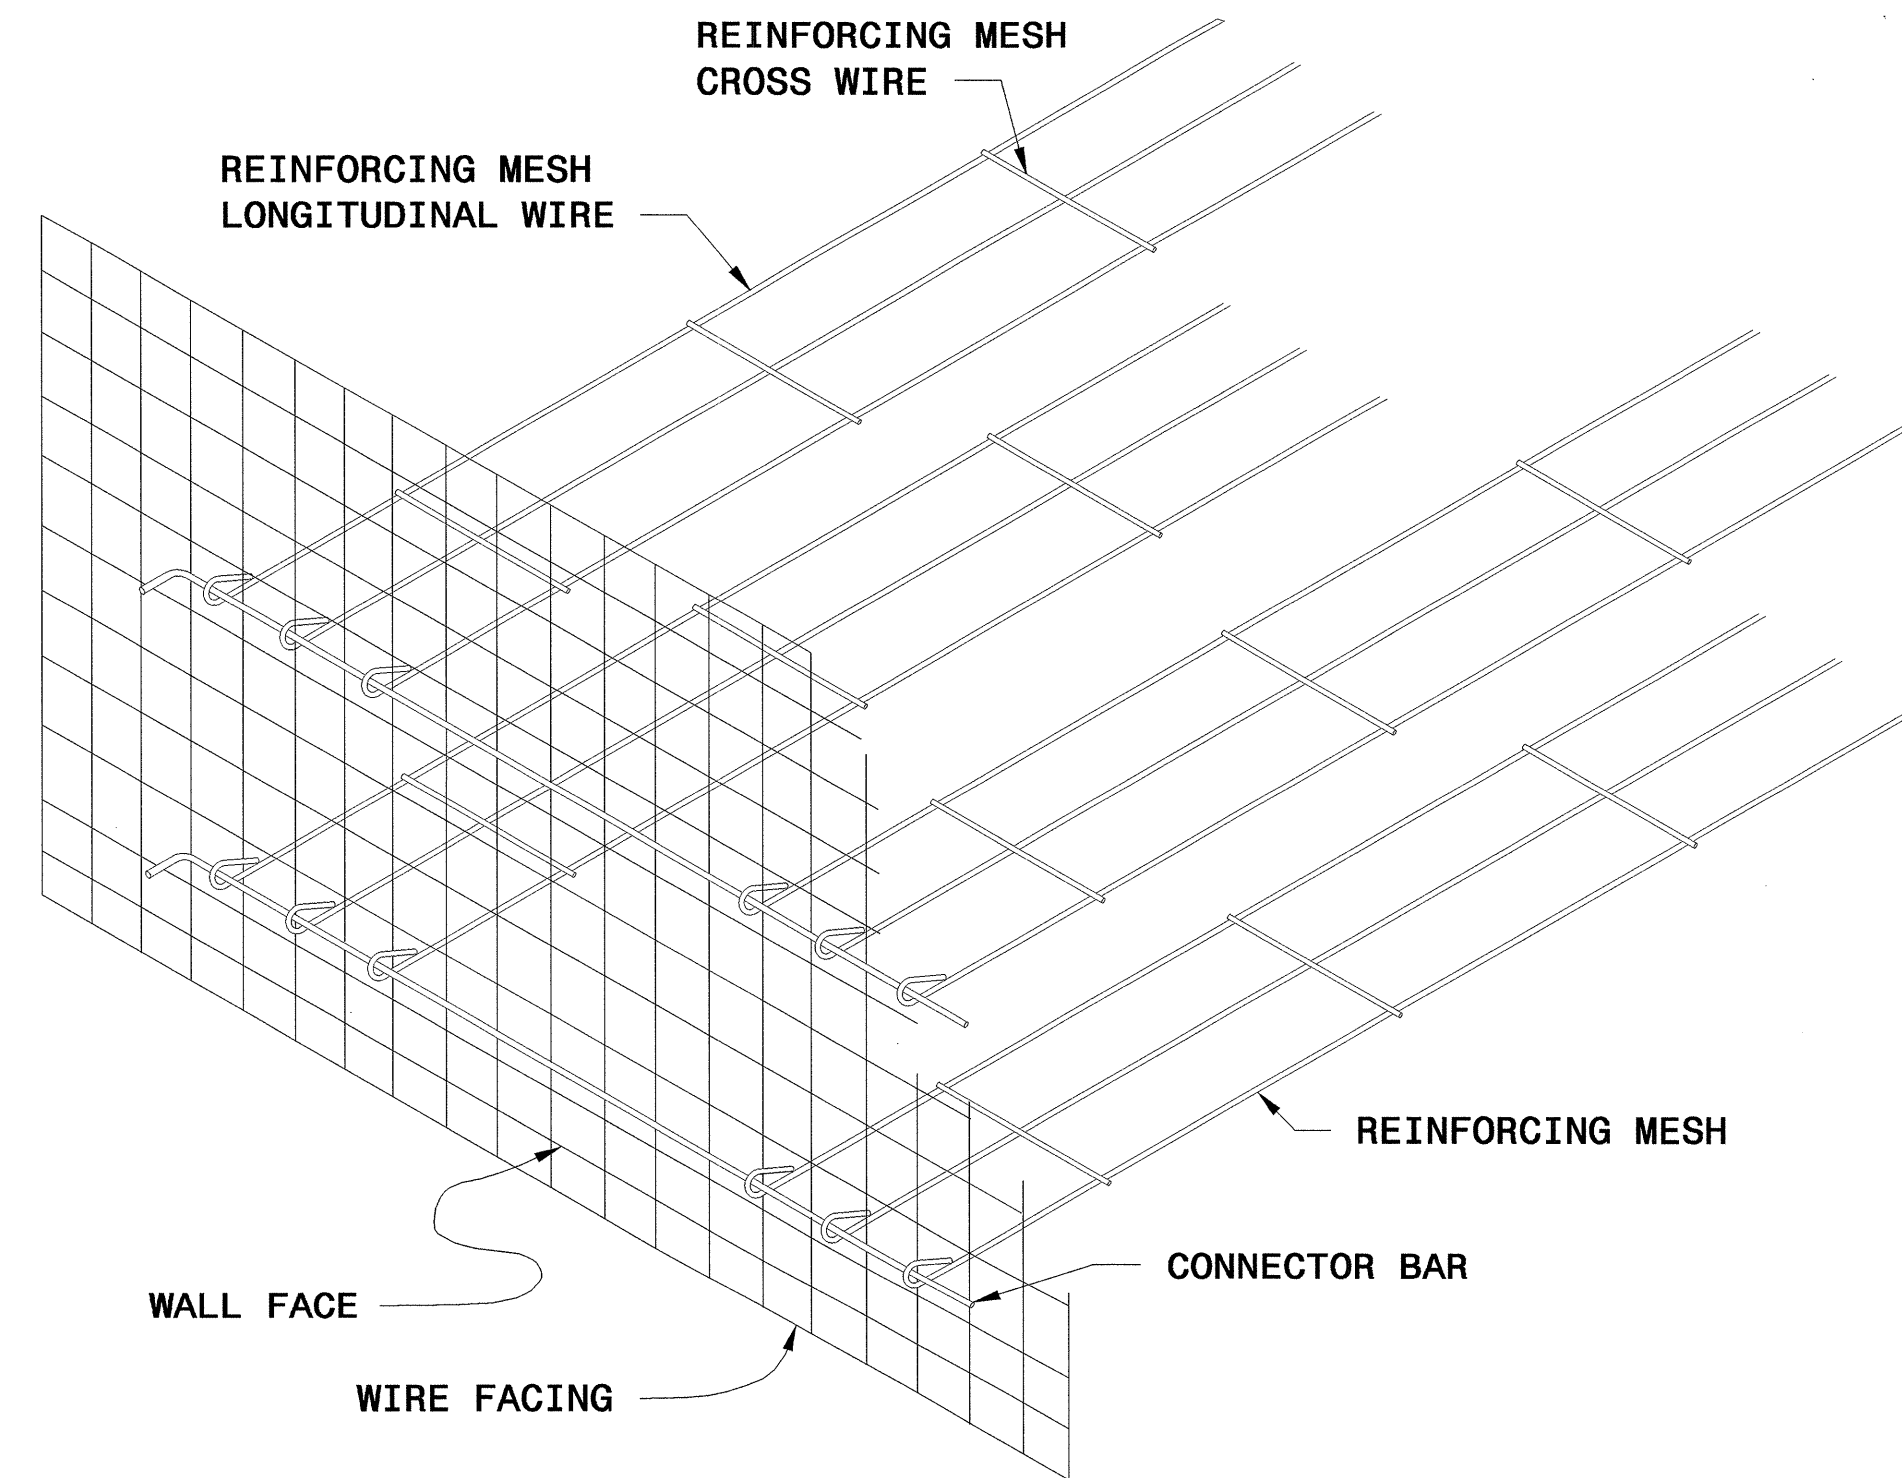 REINFORCING MESH
CROSS WIRE
REINFORCING MESH
LONGITUDINAL WIRE
REINFORCING MESH
CONNECTOR BAR
WALL FACE
WIRE FACING